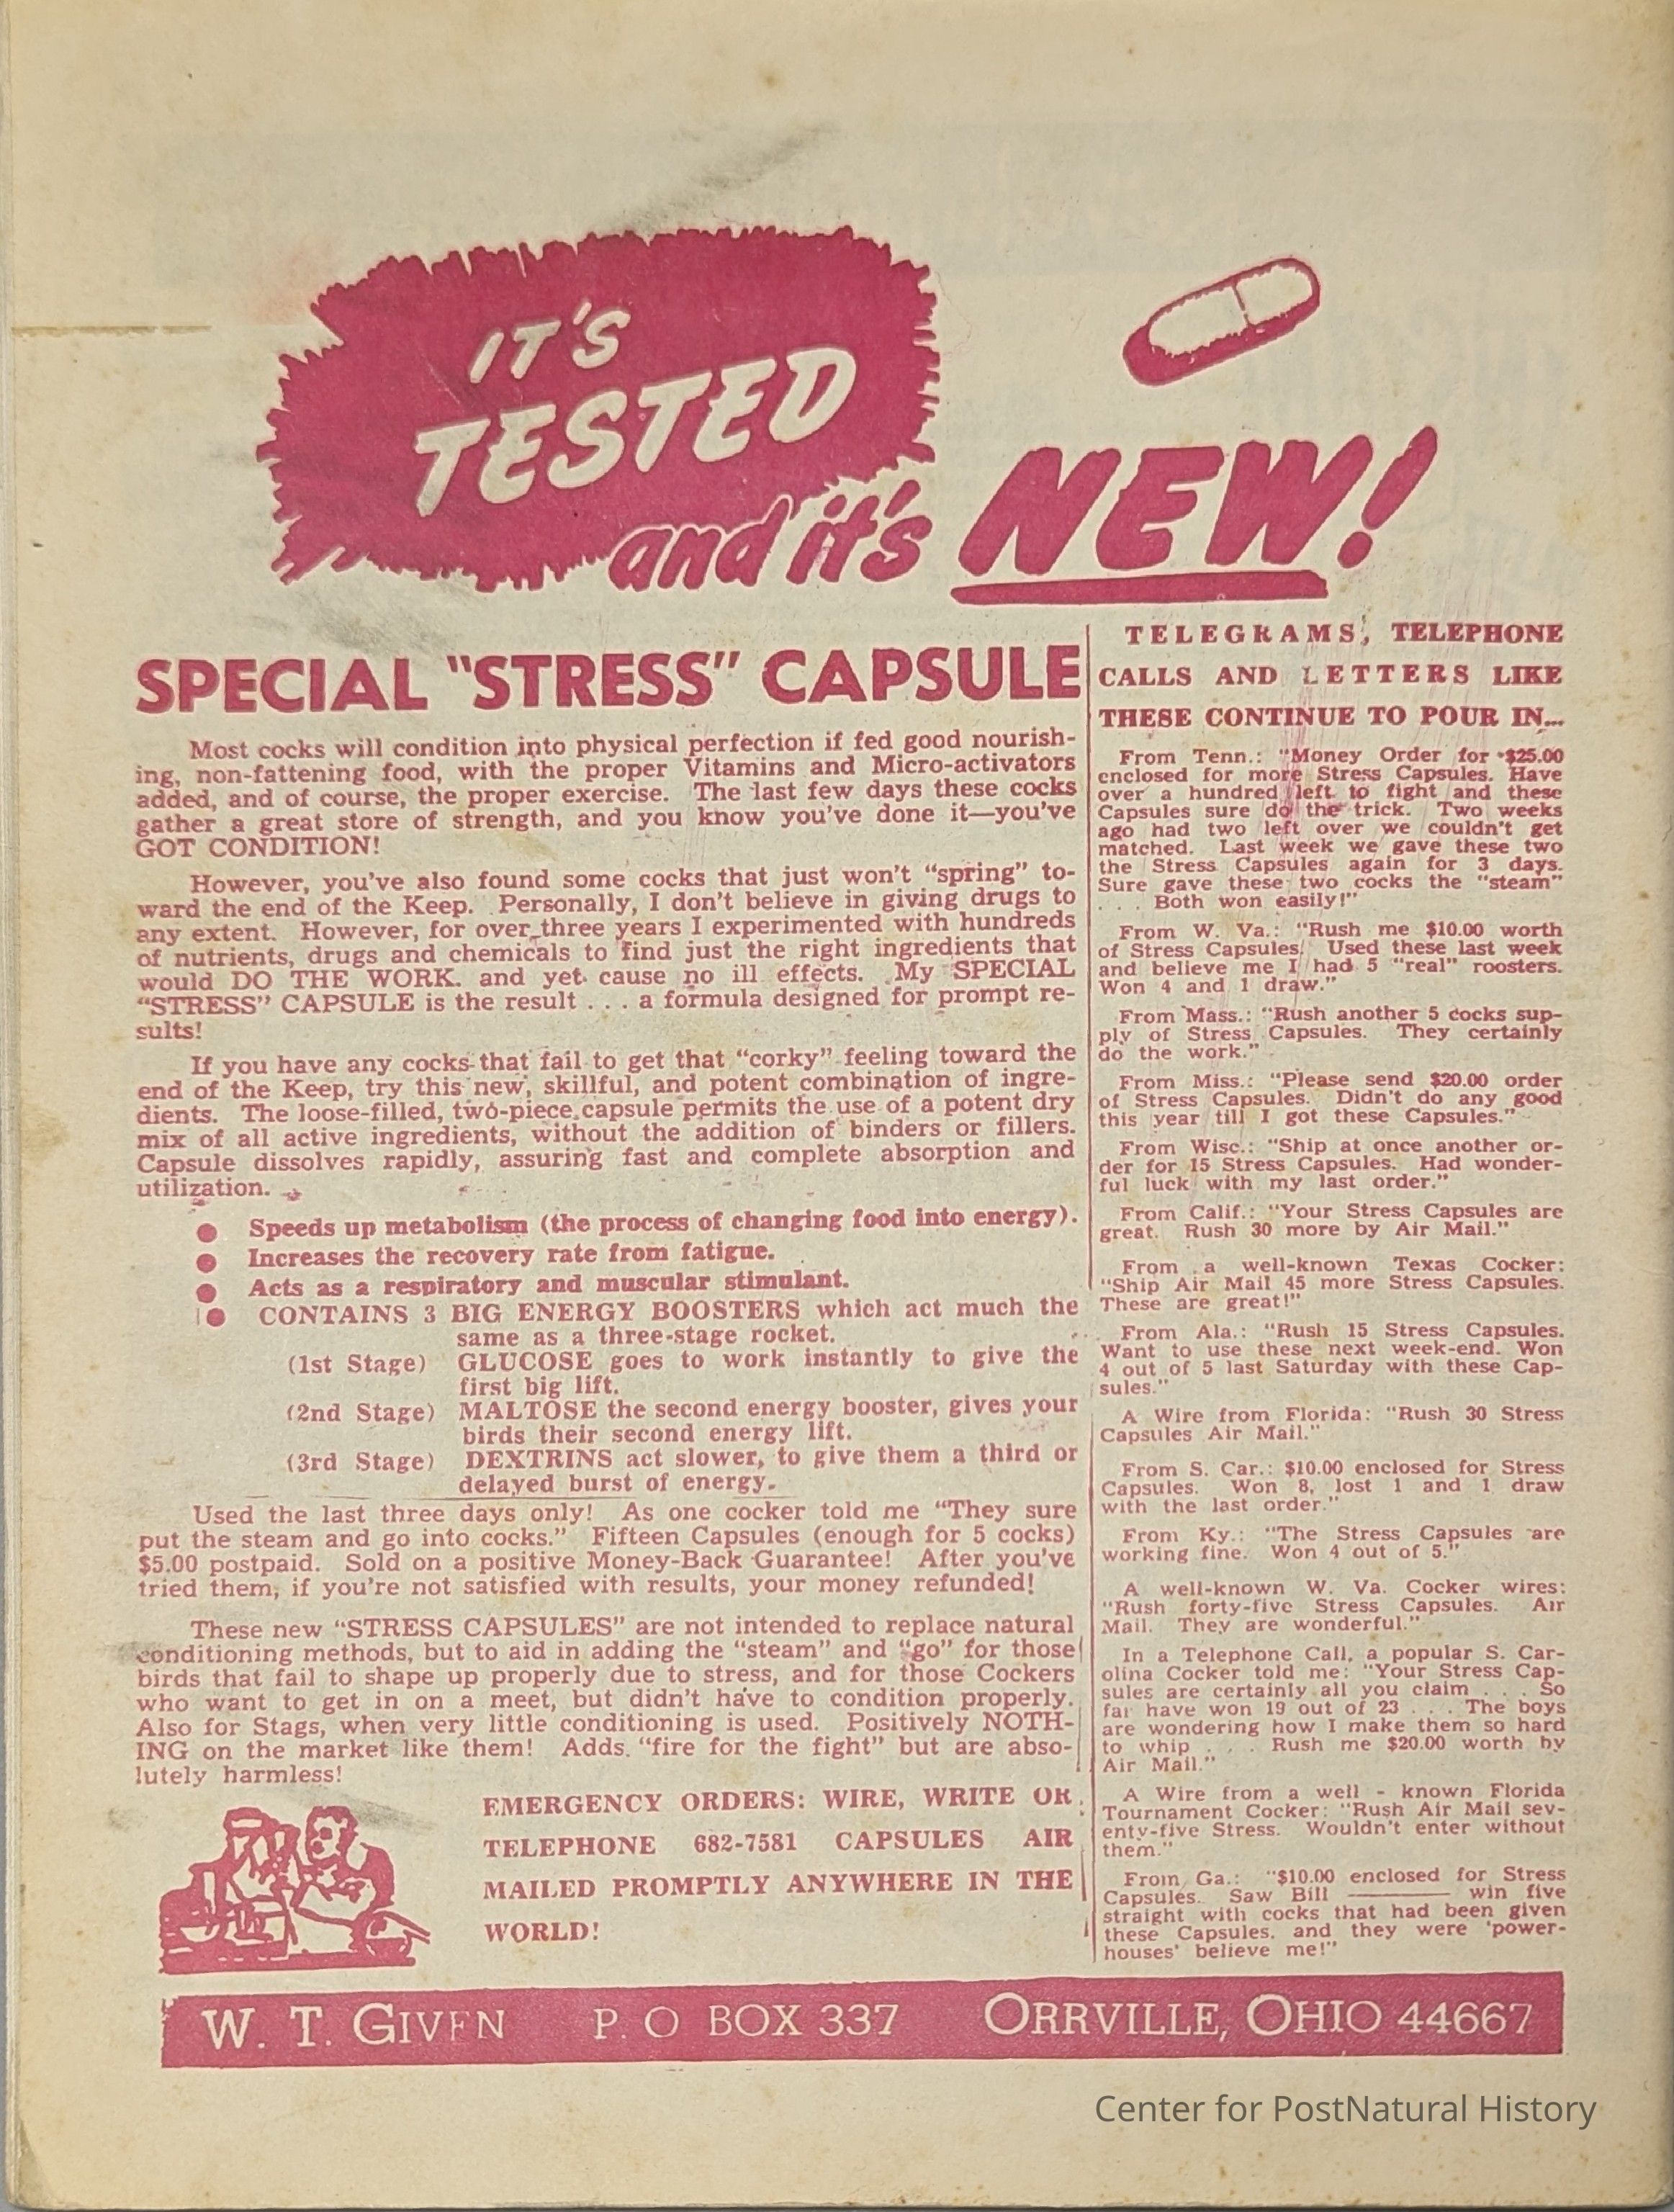 IT'S
TESTED
and it's NEW!
SPECIAL "STRESS" CAPSULE
Most cocks will condition into physical perfection if fed good nourish-
ing, non-fattening food, with the proper Vitamins and Micro-activators
added, and of course, the proper exercise. The last few days these cocks
gather a great store of strength, and you know you've done it—you've
GOT CONDITION!
However, you've also found some cocks that just won't "spring" to-
ward the end of the Keep. Personally, I don't believe in giving drugs to
any extent. However, for over three years I experimented with hundreds
of nutrients, drugs and chemicals to find just the right ingredients that
would DO THE WORK. and yet cause no ill effects. My SPECIAL
"STRESS" CAPSULE is the result . . . a formula designed for prompt re-
sults!
If you have any cocks that fail to get that "corky" feeling toward the
end of the Keep, try this new, skillful, and potent combination of ingre-
dients. The loose-filled, two-piece capsule permits the use of a potent dry
mix of all active ingredients, without the addition of binders or fillers.
Capsule dissolves rapidly, assuring fast and complete absorption and
utilization.
● Speeds up metabolism (the process of changing food into energy).
● Increases the recovery rate from fatigue.
● Acts as a respiratory and muscular stimulant.
● CONTAINS 3 BIG ENERGY BOOSTERS which act much the
same as a three-stage rocket.
(1st Stage) GLUCOSE goes to work instantly to give the
first big lift.
(2nd Stage) MALTOSE the second energy booster, gives your
birds their second energy lift.
(3rd Stage) DEXTRINS act slower, to give them a third or
delayed burst of energy.
Used the last three days only! As one cocker told me "They sure
put the steam and go into cocks." Fifteen Capsules (enough for 5 cocks)
$5.00 postpaid. Sold on a positive Money-Back Guarantee! After you've
tried them, if you're not satisfied with results, your money refunded!
These new "STRESS CAPSULES" are not intended to replace natural
conditioning methods, but to aid in adding the "steam" and "go" for those
birds that fail to shape up properly due to stress, and for those Cockers
who want to get in on a meet, but didn't have to condition properly.
Also for Stags, when very little conditioning is used. Positively NOTH-
ING on the market like them! Adds "fire for the fight" but are abso-
lutely harmless!
EMERGENCY ORDERS: WIRE, WRITE OR
TELEPHONE 682-7581 CAPSULES AIR
MAILED PROMPTLY ANYWHERE IN THE
WORLD!
TELEGRAMS, TELEPHONE
CALLS AND LETTERS LIKE
THESE CONTINUE TO POUR IN...
From Tenn.: "Money Order for $25.00
enclosed for more Stress Capsules. Have
over a hundred left to fight and these
Capsules sure do the trick. Two weeks
ago had two left over we couldn't get
matched. Last week we gave these two
the Stress Capsules again for 3 days.
Sure gave these two cocks the "steam"
. . . Both won easily!"
From W. Va.: "Rush me $10.00 worth
of Stress Capsules. Used these last week
and believe me I had 5 "real" roosters.
Won 4 and 1 draw."
From Mass.: "Rush another 5 cocks sup-
ply of Stress Capsules. They certainly
do the work."
From Miss.: "Please send $20.00 order
of Stress Capsules. Didn't do any good
this year till I got these Capsules."
From Wisc.: "Ship at once another or-
der for 15 Stress Capsules. Had wonder-
ful luck with my last order."
From Calif.: "Your Stress Capsules are
great. Rush 30 more by Air Mail."
From a well-known Texas Cocker:
"Ship Air Mail 45 more Stress Capsules.
These are great!"
From Ala.: "Rush 15 Stress Capsules.
Want to use these next week-end. Won
4 out of 5 last Saturday with these Cap-
sules."
A Wire from Florida: "Rush 30 Stress
Capsules Air Mail."
From S. Car.: $10.00 enclosed for Stress
Capsules. Won 8, lost 1 and 1 draw
with the last order."
From Ky.: "The Stress Capsules are
working fine. Won 4 out of 5."
A well-known W. Va. Cocker wires:
"Rush forty-five Stress Capsules. Air
Mail. They are wonderful."
In a Telephone Call, a popular S. Car-
olina Cocker told me: "Your Stress Cap-
sules are certainly all you claim . . . So
far have won 19 out of 23 . . . The boys
are wondering how I make them so hard
to whip . . . Rush me $20.00 worth by
Air Mail."
A Wire from a well - known Florida
Tournament Cocker: "Rush Air Mail sev-
enty-five Stress. Wouldn't enter without
them."
From Ga.: "$10.00 enclosed for Stress
Capsules. Saw Bill ———— win five
straight with cocks that had been given
these Capsules, and they were 'power-
houses' believe me!"
W. T. GIVEN P. O BOX 337 ORRVILLE, OHIO 44667
Center for PostNatural History